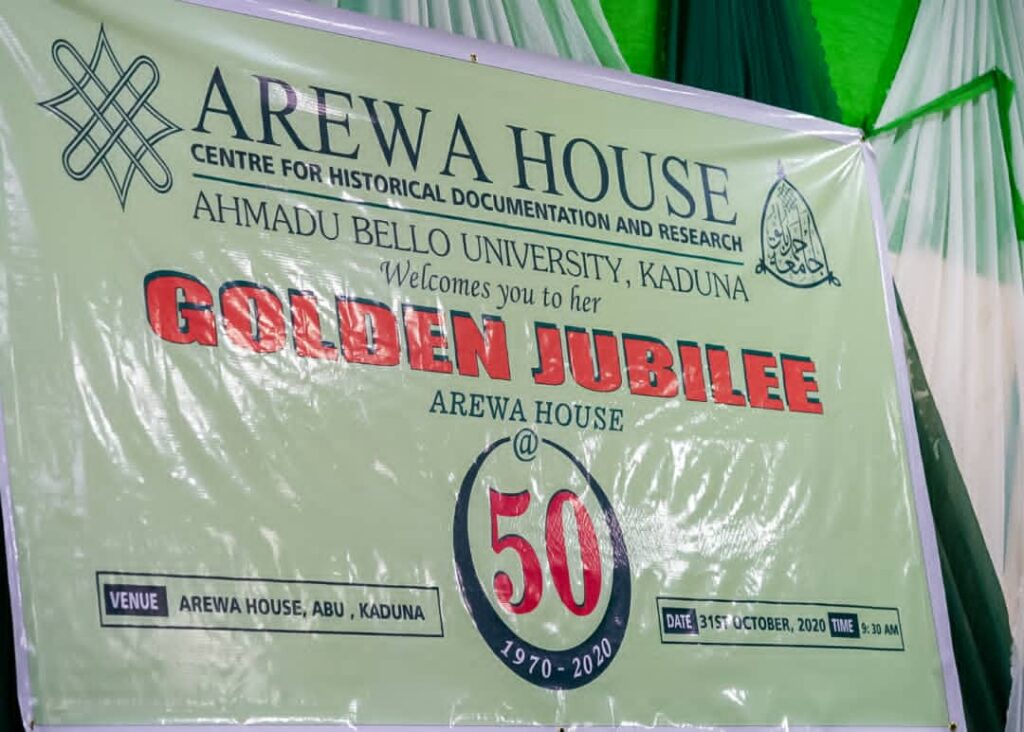 AREWA HOUSE
CENTRE FOR HISTORICAL DOCUMENTATION AND RESEARCH
AHMADU BELLO UNIVERSITY, KADUNA
Welcomes you to her
GOLDEN JUBILEE
AREWA HOUSE
@
50
1970 - 2020
VENUE AREWA HOUSE, ABU , KADUNA
DATE 31ST OCTOBER, 2020 TIME 9: 30 AM